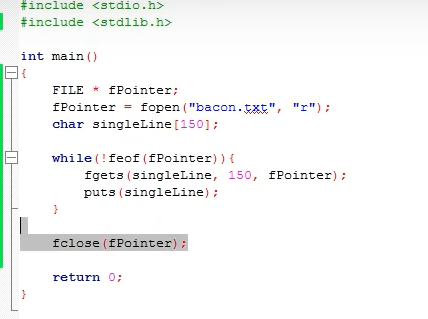 #include <stdio.h>
#include <stdlib.h>
int main()
{
FILE * fPointer;
fPointer = fopen("bacon.txt", "r");
char singleLine[150];
while(!feof(fPointer)){
fgets(singleLine, 150, fPointer);
puts(singleLine);
}
fclose(fPointer);
return 0;
}